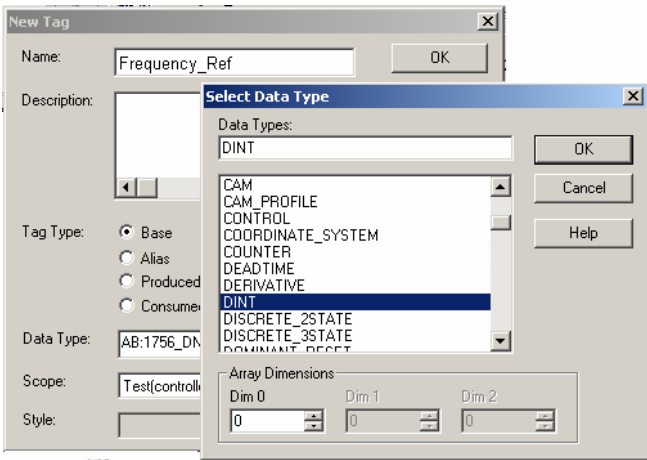 New Tag
Name:
Frequency_Ref
OK
Description:
Select Data Type
Data Types:
DINT
OK
CAM
CAM_PROFILE
CONTROL
COORDINATE_SYSTEM
COUNTER
DEADTIME
DERIVATIVE
DINT
DISCRETE_2STATE
DISCRETE_3STATE
DOMINANT_RESET
Cancel
Help
Tag Type:
Base
Alias
Produced
Consume
Data Type:
AB:1756_DN
Scope:
Test(controlle
Style:
Array Dimensions
Dim 0
Dim 1
Dim 2
0
0
0